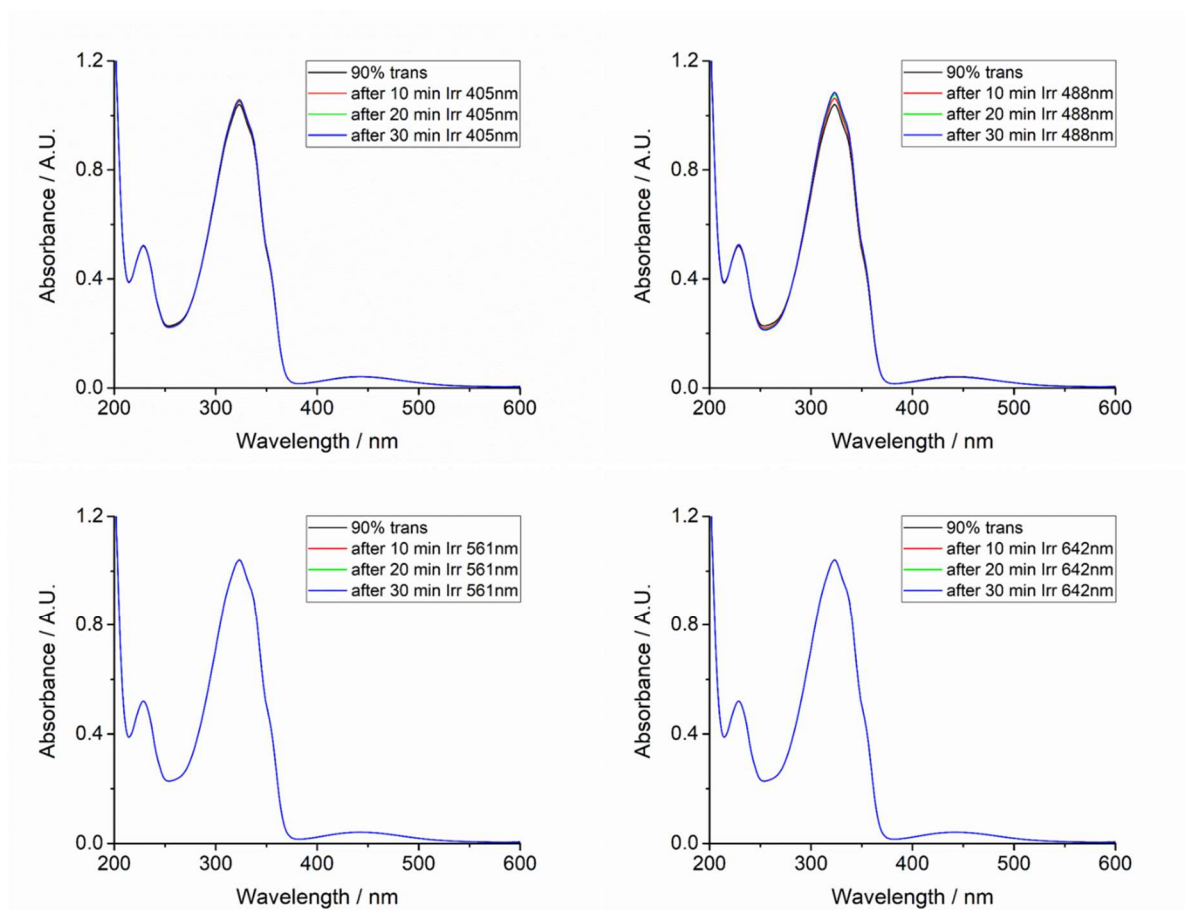 1.2
0.8
0.4
0.0
Absorbance / A.U.
90% trans
after 10 min Irr 405nm
after 20 min Irr 405nm
after 30 min Irr 405nm
200 300 400 500 600
Wavelength / nm
1.2
0.8
0.4
0.0
Absorbance / A.U.
90% trans
after 10 min Irr 488nm
after 20 min Irr 488nm
after 30 min Irr 488nm
200 300 400 500 600
Wavelength / nm
1.2
0.8
0.4
0.0
Absorbance / A.U.
90% trans
after 10 min Irr 561nm
after 20 min Irr 561nm
after 30 min Irr 561nm
200 300 400 500 600
Wavelength / nm
1.2
0.8
0.4
0.0
Absorbance / A.U.
90% trans
after 10 min Irr 642nm
after 20 min Irr 642nm
after 30 min Irr 642nm
200 300 400 500 600
Wavelength / nm